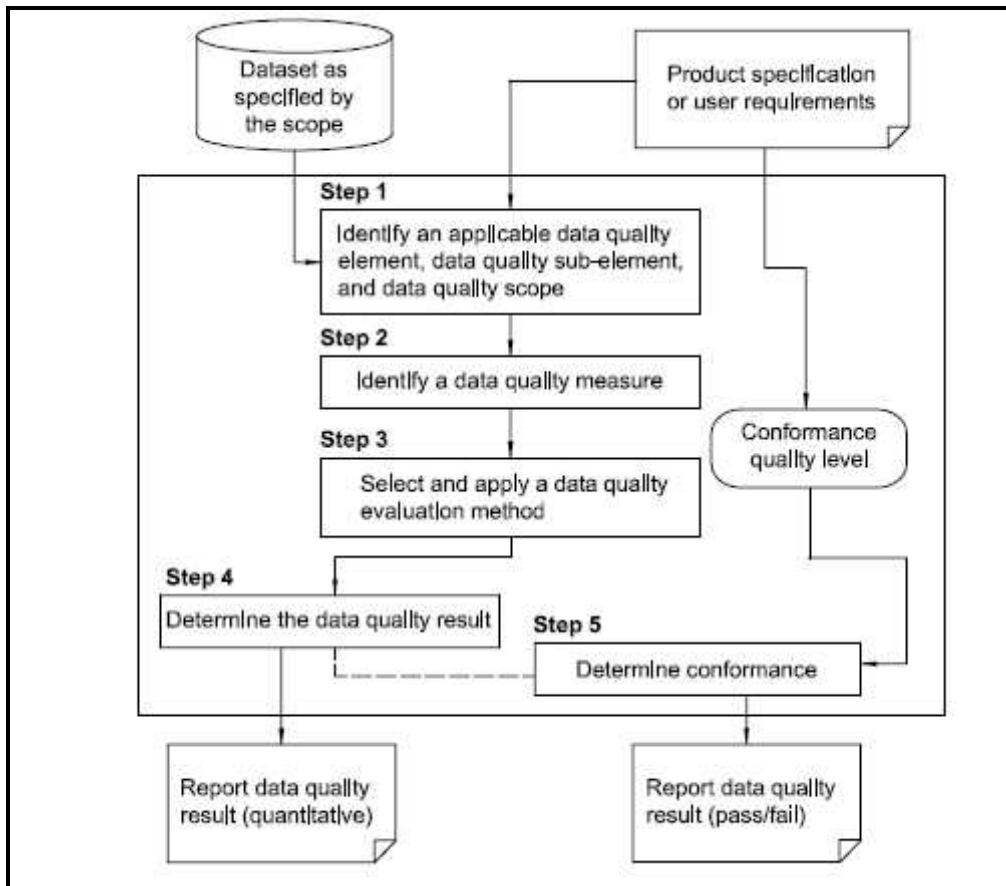 Dataset as
specified by
the scope
Product specification
or user requirements
Step 1
Identify an applicable data quality
element, data quality sub-element,
and data quality scope
Step 2
Identify a data quality measure
Step 3
Select and apply a data quality
evaluation method
Conformance
quality level
Step 4
Determine the data quality result
Step 5
Determine conformance
Report data quality
result (quantitative)
Report data quality
result (pass/fail)